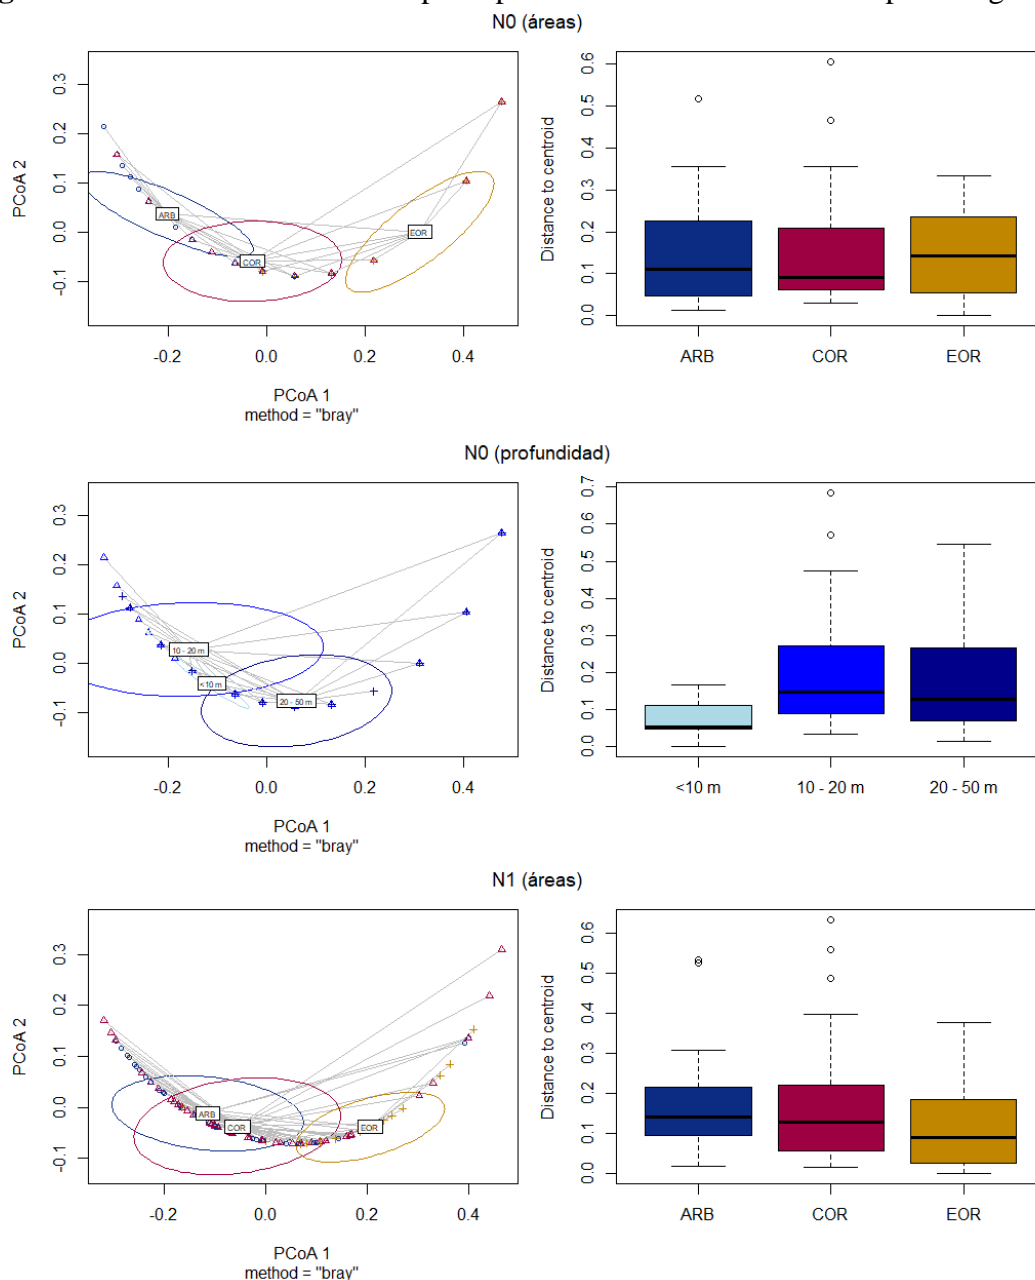 N0 (áreas)
PCoA 2
-0.1 0.0 0.1 0.2 0.3
ARB
COR
EOR
-0.2 0.0 0.2 0.4
PCoA 1
method = "bray"
Distance to centroid
0.0 0.1 0.2 0.3 0.4 0.5 0.6
ARB COR EOR
N0 (profundidad)
PCoA 2
-0.1 0.0 0.1 0.2 0.3
10 - 20 m
<10 m
20 - 50 m
-0.2 0.0 0.2 0.4
PCoA 1
method = "bray"
Distance to centroid
0.0 0.1 0.2 0.3 0.4 0.5 0.6 0.7
<10 m 10 - 20 m 20 - 50 m
N1 (áreas)
PCoA 2
-0.1 0.0 0.1 0.2 0.3
ARB
COR
EOR
-0.2 0.0 0.2 0.4
PCoA 1
method = "bray"
Distance to centroid
0.0 0.1 0.2 0.3 0.4 0.5 0.6
ARB COR EOR